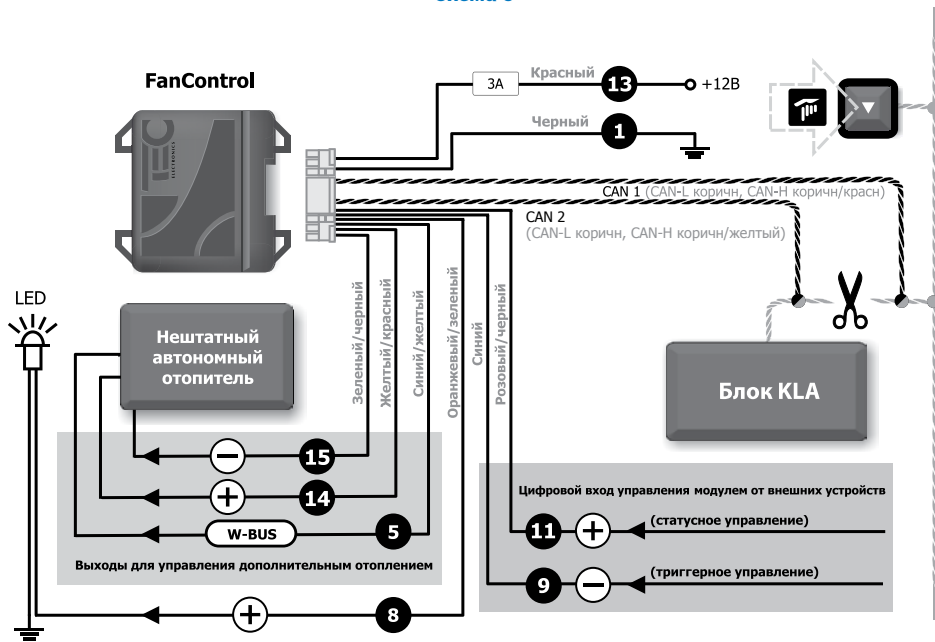 FanControl
3А
Красный
13
+12В
Черный
1
CAN 1 (CAN-L коричн, CAN-H коричн/красн)
CAN 2
(CAN-L коричн, CAN-H коричн/желтый)
TEC
ELECTRONICS
LED
Нештатный
автономный
отопитель
Зеленый/черный
Желтый/красный
Синий/желтый
Оранжевый/зеленый
Синий
Розовый/черный
Блок KLA
15
14
W-BUS
5
Выходы для управления дополнительным отоплением
8
Цифровой вход управления модулем от внешних устройств
11
(статусное управление)
9
(триггерное управление)